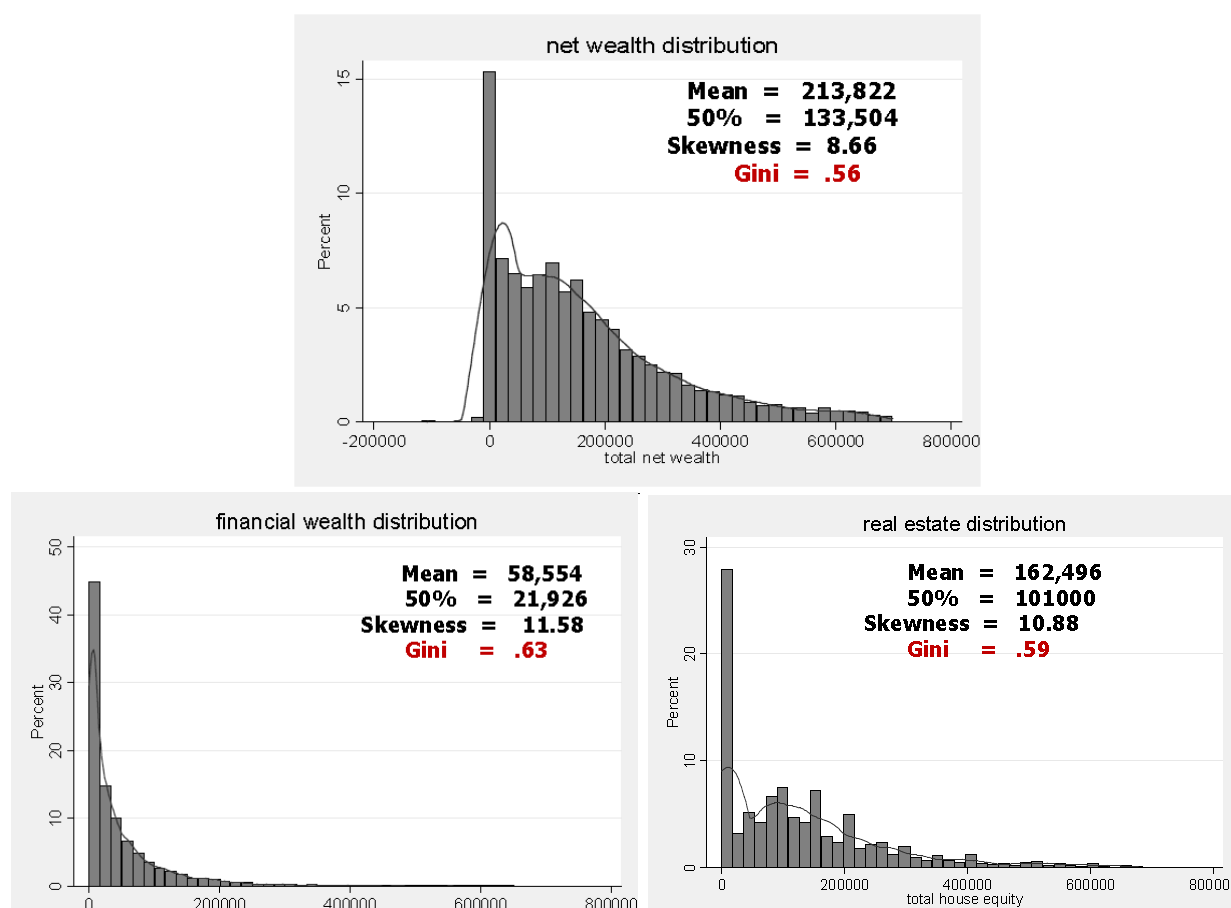 net wealth distribution
Mean = 213,822
50% = 133,504
Skewness = 8.66
Gini = .56
Percent
15
10
5
0
-200000 0 200000 400000 600000 800000
total net wealth
financial wealth distribution
Mean = 58,554
50% = 21,926
Skewness = 11.58
Gini = .63
Percent
50
40
30
20
10
0
0 200000 400000 600000 800000
real estate distribution
Mean = 162,496
50% = 101000
Skewness = 10.88
Gini = .59
Percent
30
20
10
0
0 200000 400000 600000 800000
total house equity